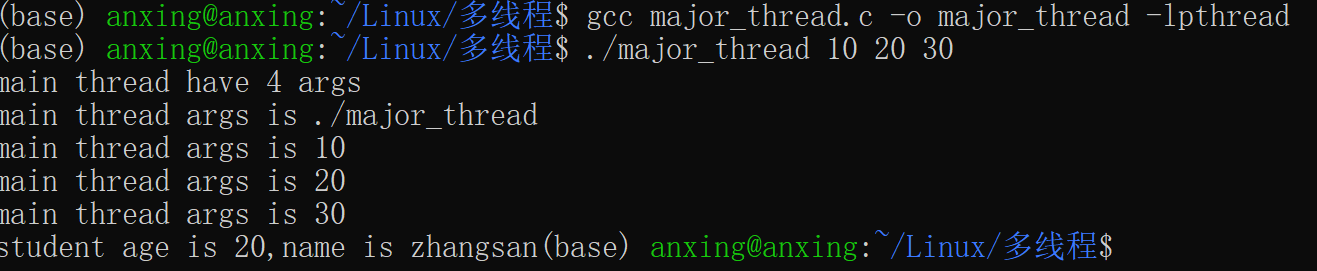 (base) anxing@anxing:~/Linux/多线程$ gcc major_thread.c -o major_thread -lpthread
(base) anxing@anxing:~/Linux/多线程$ ./major_thread 10 20 30
main thread have 4 args
main thread args is ./major_thread
main thread args is 10
main thread args is 20
main thread args is 30
student age is 20,name is zhangsan(base) anxing@anxing:~/Linux/多线程$